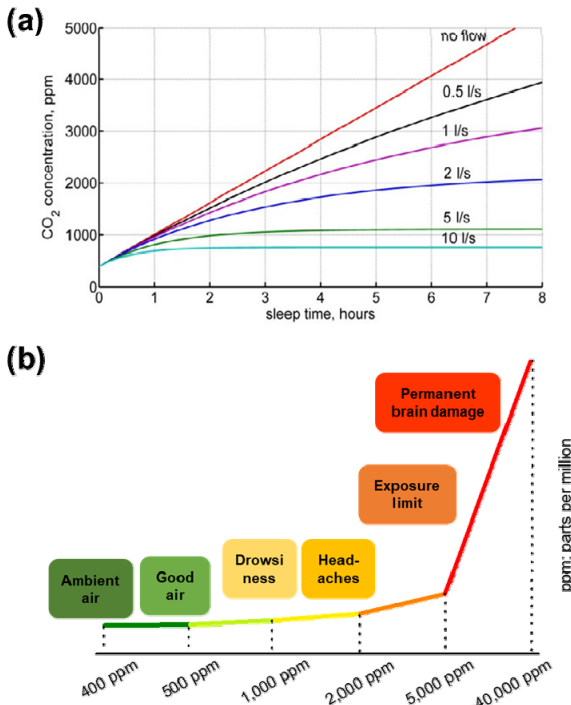 (a)
CO2 concentration, ppm
5000
4000
3000
2000
1000
0
no flow
0.5 l/s
1 l/s
2 l/s
5 l/s
10 l/s
0 1 2 3 4 5 6 7 8
sleep time, hours
(b)
Permanent
brain damage
Exposure
limit
Drowsi
ness
Head-
aches
Good
air
Ambient
air
ppm: parts per million
400 ppm
500 ppm
1,000 ppm
2,000 ppm
5,000 ppm
40,000 ppm